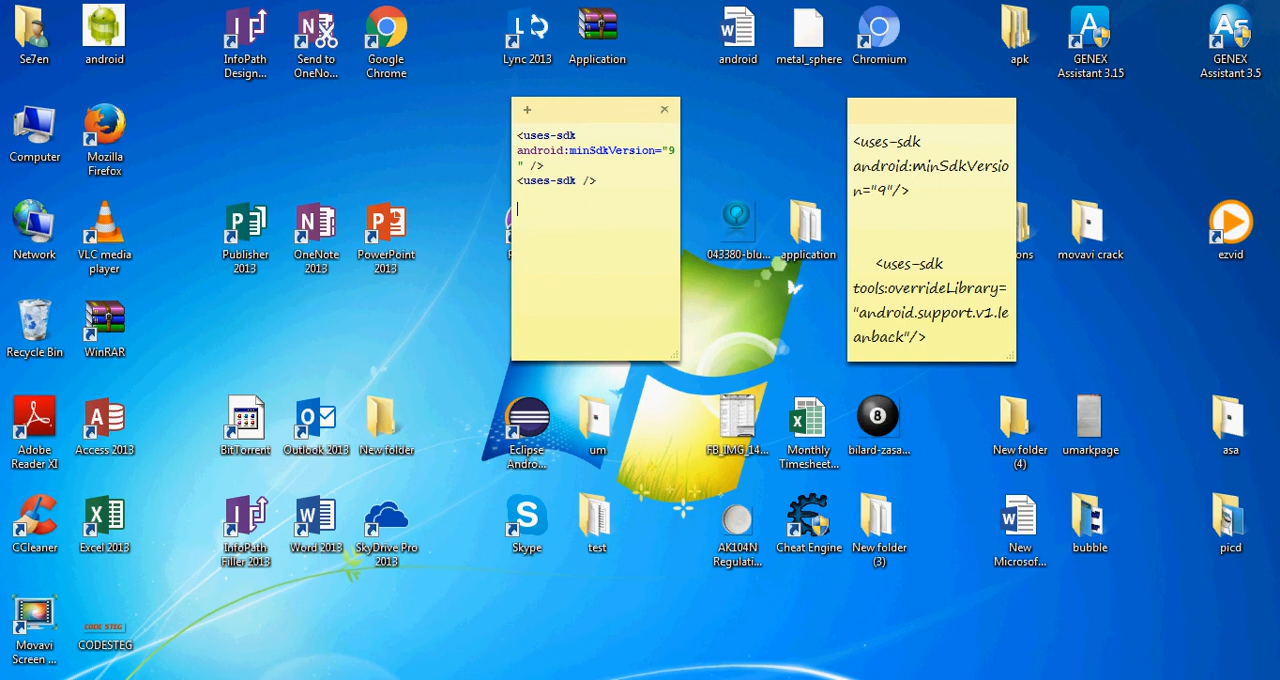 Se7en
android
InfoPath
Design...
Send to
OneNo...
Google
Chrome
Lync 2013
Application
android
metal_sphere
Chromium
apk
GENEX
Assistant 3.15
GENEX
Assistant 3.5
+
<uses-sdk
android:minSdkVersion="9
" />
<uses-sdk />
<uses-sdk
android:minSdkVersio
n="9"/>
<uses-sdk
tools:overrideLibrary=
"android.support.v1.le
anback"/>
Computer
Mozilla
Firefox
Network
VLC media
player
Publisher
2013
OneNote
2013
PowerPoint
2013
043380-blu...
application
ons
movavi crack
ezvid
Recycle Bin
WinRAR
Adobe
Reader XI
Access 2013
BitTorrent
Outlook 2013
New folder
Eclipse
Andro...
um
FB_IMG_14...
Monthly
Timesheet...
8
bilard-zasa...
New folder
(4)
umarkpage
asa
CCleaner
Excel 2013
InfoPath
Filler 2013
Word 2013
SkyDrive Pro
2013
Skype
test
AK104N
Regulati...
Cheat Engine
New folder
(3)
New
Microsof...
bubble
picd
Movavi
Screen ...
CODE STEG
CODESTEG